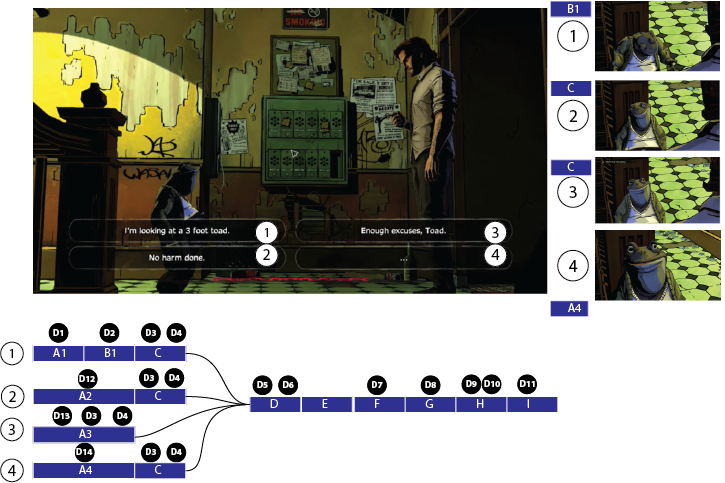 SMOKING
B1
1
C
2
C
3
4
A4
I'm looking at a 3 foot toad.
1
Enough excuses, Toad.
3
No harm done.
2
...
4
D1 D2 D3 D4
1 A1 B1 C
D12 D3 D4
2 A2 C
D13 D3 D4
3 A3
D14 D3 D4
4 A4 C
D5 D6 D7 D8 D9 D10 D11
D E F G H I